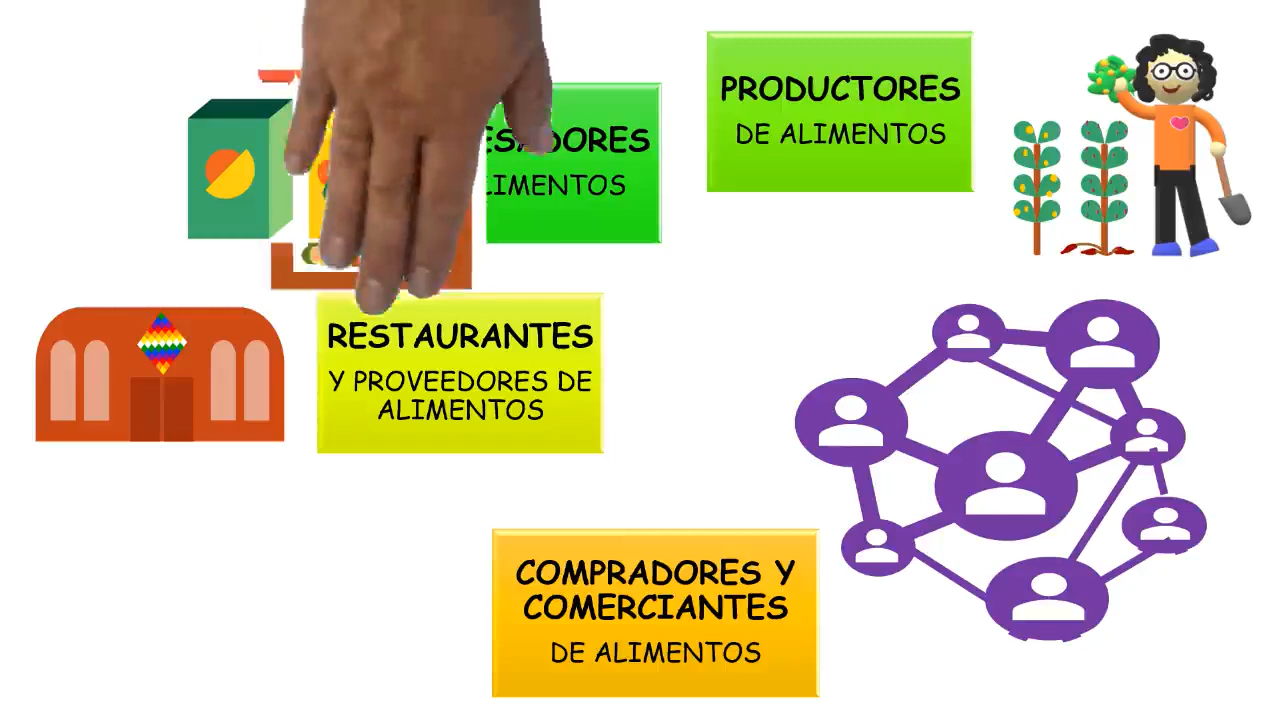 PRODUCTORES
DE ALIMENTOS
RESTAURANTES
Y PROVEEDORES DE
ALIMENTOS
COMPRADORES Y
COMERCIANTES
DE ALIMENTOS